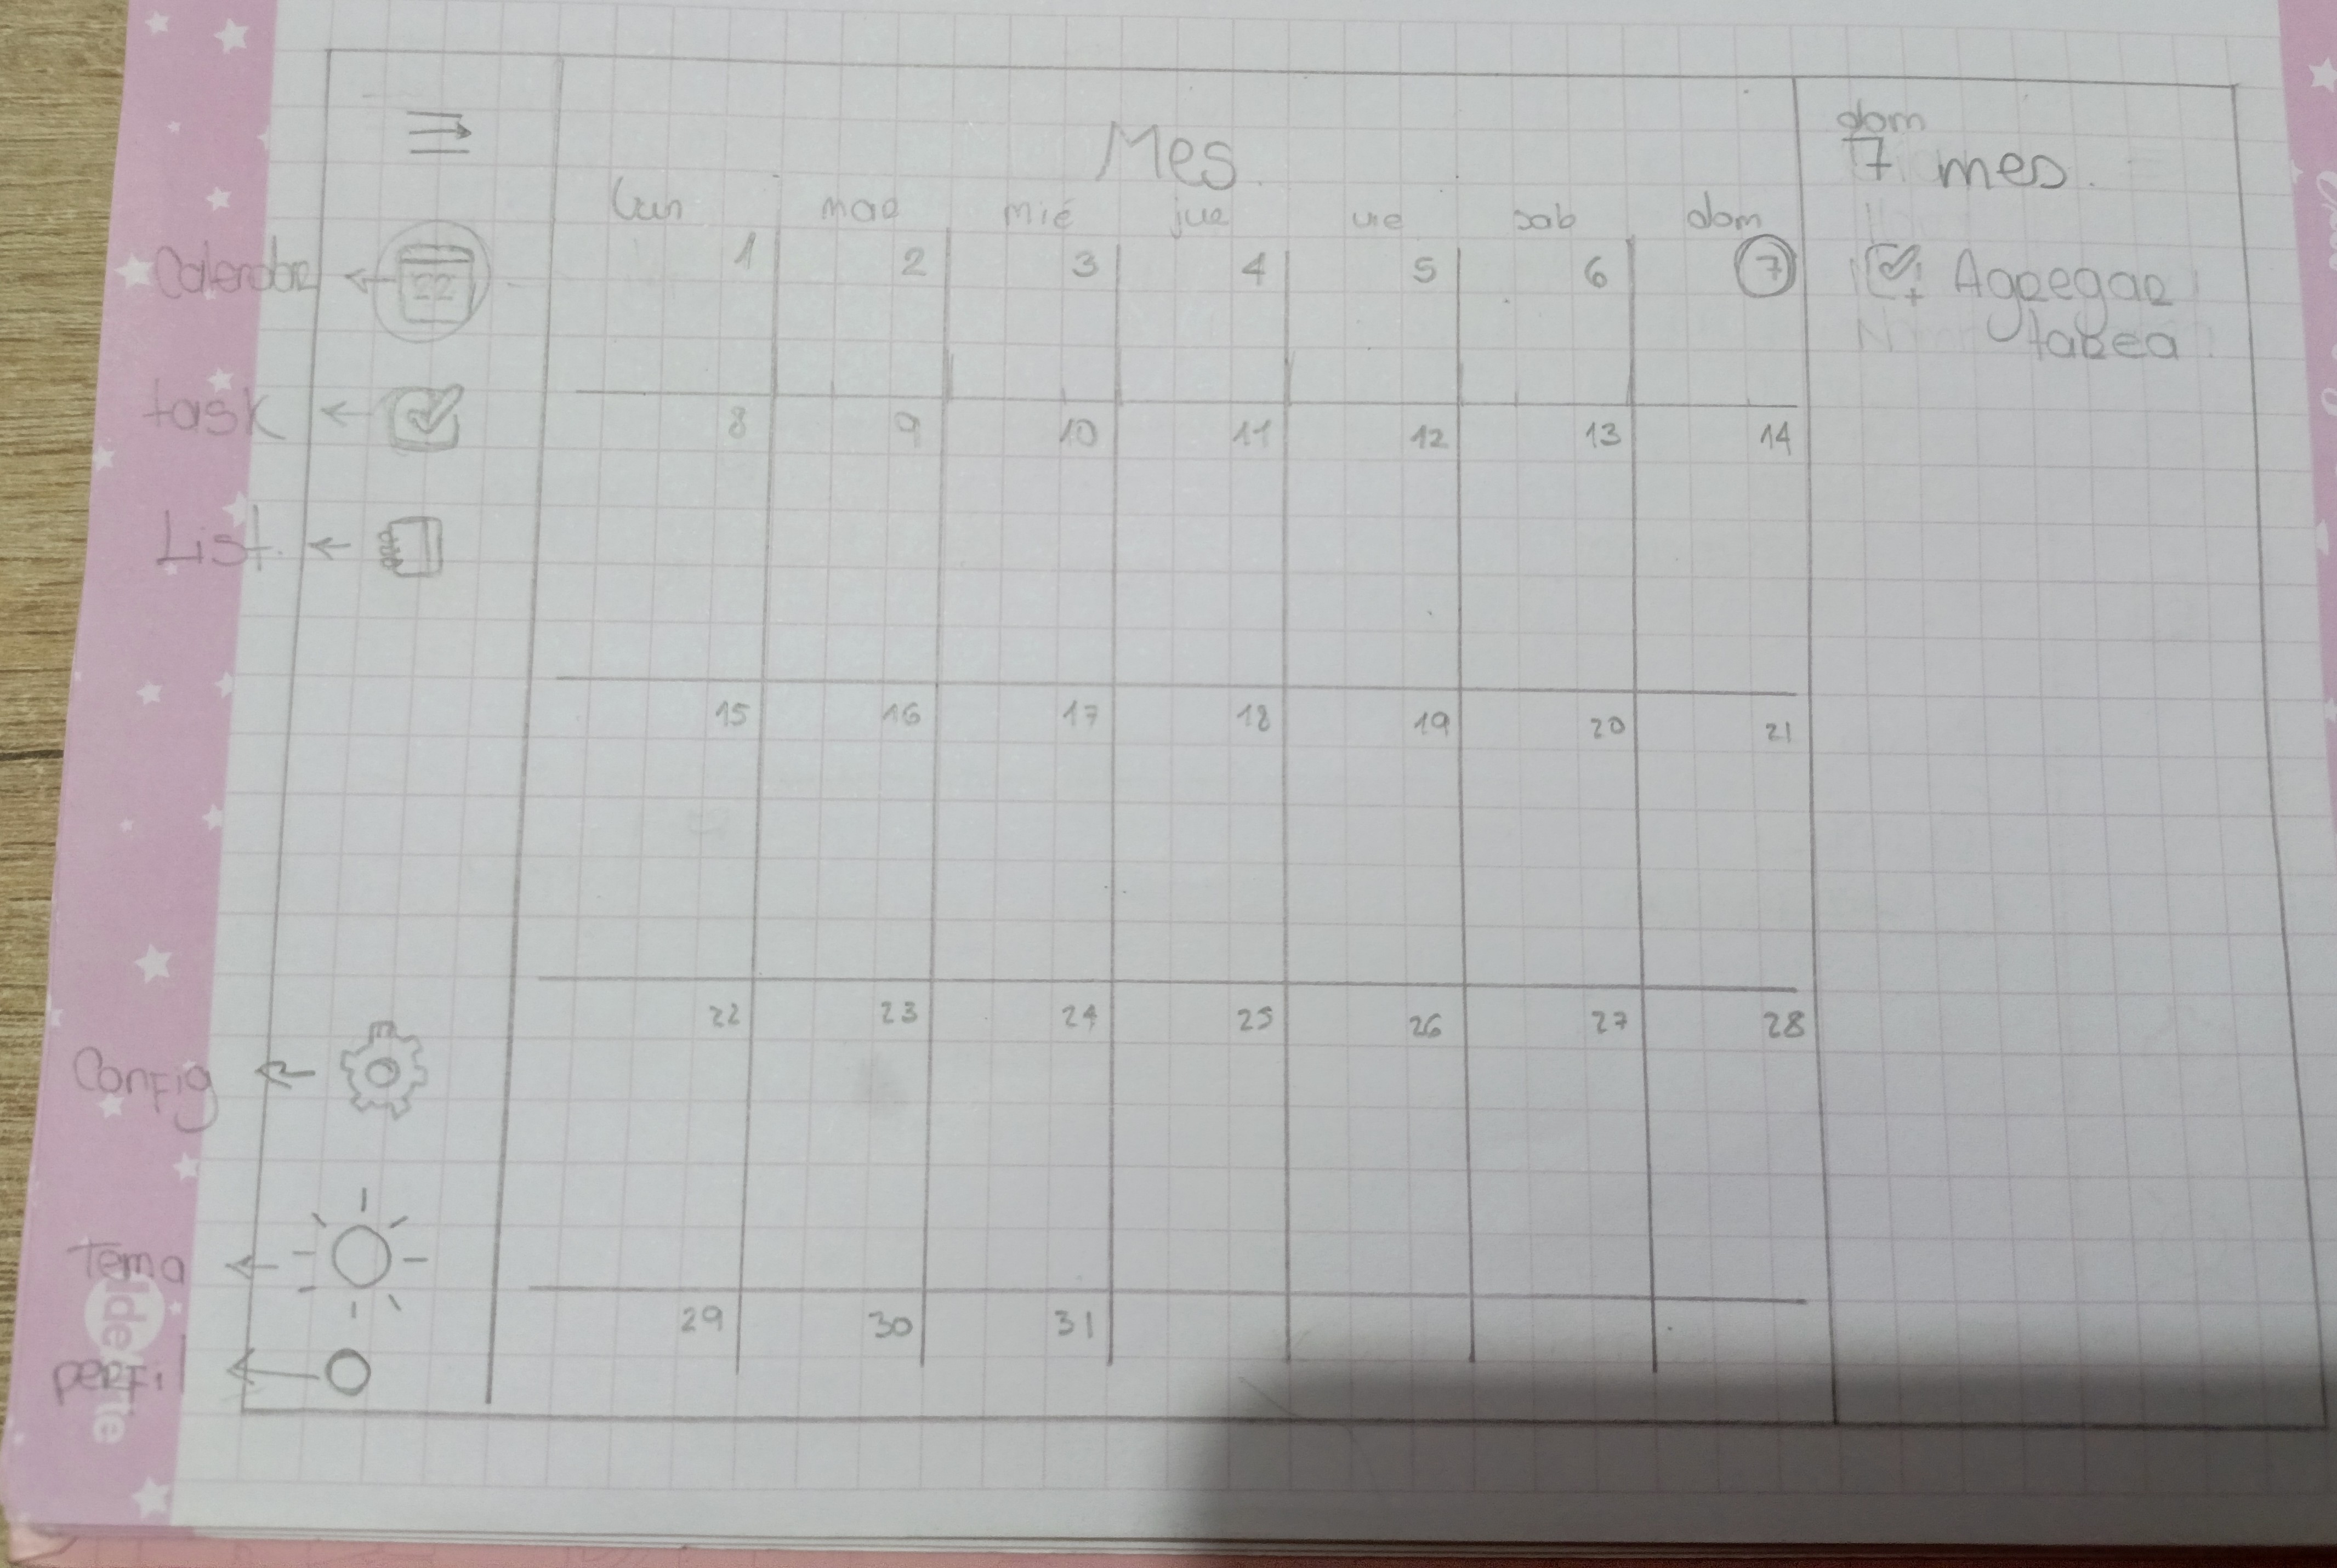 Mes.
lun mar mié jue vie sab dom
1 2 3 4 5 6 7
8 9 10 11 12 13 14
15 16 17 18 19 20 21
22 23 24 25 26 27 28
29 30 31
Calendar
22
task
List.
Config
Tema
perfil
dom
7 mes.
Agregar
tarea